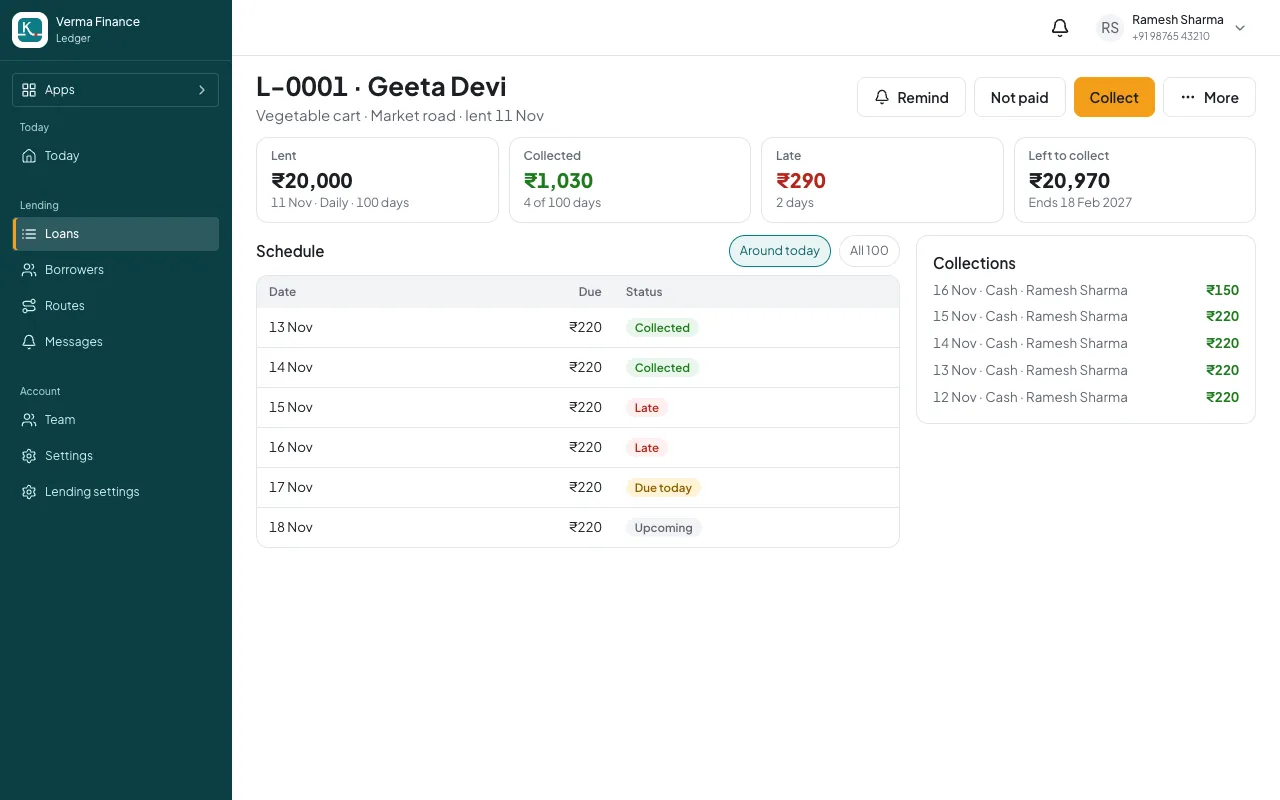 Verma Finance
Ledger
Apps
Today
Today
Lending
Loans
Borrowers
Routes
Messages
Account
Team
Settings
Lending settings
RS
Ramesh Sharma
+91 98765 43210
L-0001 · Geeta Devi
Vegetable cart · Market road · lent 11 Nov
Remind
Not paid
Collect
More
Lent
₹20,000
11 Nov · Daily · 100 days
Collected
₹1,030
4 of 100 days
Late
₹290
2 days
Left to collect
₹20,970
Ends 18 Feb 2027
Schedule
Around today
All 100
Date Due Status
13 Nov ₹220 Collected
14 Nov ₹220 Collected
15 Nov ₹220 Late
16 Nov ₹220 Late
17 Nov ₹220 Due today
18 Nov ₹220 Upcoming
Collections
16 Nov · Cash · Ramesh Sharma ₹150
15 Nov · Cash · Ramesh Sharma ₹220
14 Nov · Cash · Ramesh Sharma ₹220
13 Nov · Cash · Ramesh Sharma ₹220
12 Nov · Cash · Ramesh Sharma ₹220